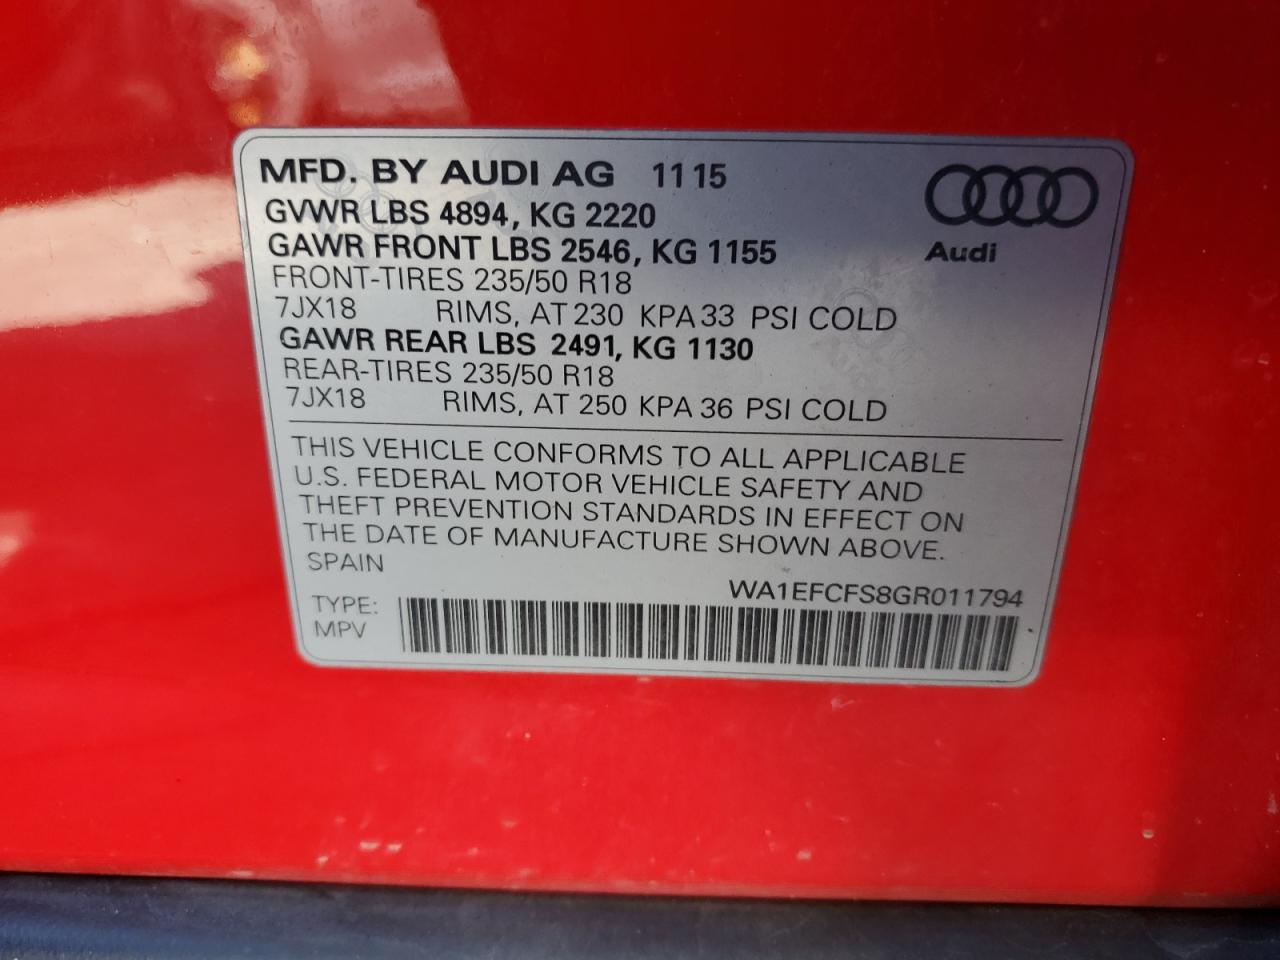 MFD. BY AUDI AG 11 15
GVWR LBS 4894, KG 2220
GAWR FRONT LBS 2546, KG 1155
Audi
FRONT-TIRES 235/50 R18
7JX18 RIMS, AT 230 KPA 33 PSI COLD
GAWR REAR LBS 2491, KG 1130
REAR-TIRES 235/50 R18
7JX18 RIMS, AT 250 KPA 36 PSI COLD
THIS VEHICLE CONFORMS TO ALL APPLICABLE
U.S. FEDERAL MOTOR VEHICLE SAFETY AND
THEFT PREVENTION STANDARDS IN EFFECT ON
THE DATE OF MANUFACTURE SHOWN ABOVE.
SPAIN
WA1EFCFS8GR011794
TYPE:
MPV